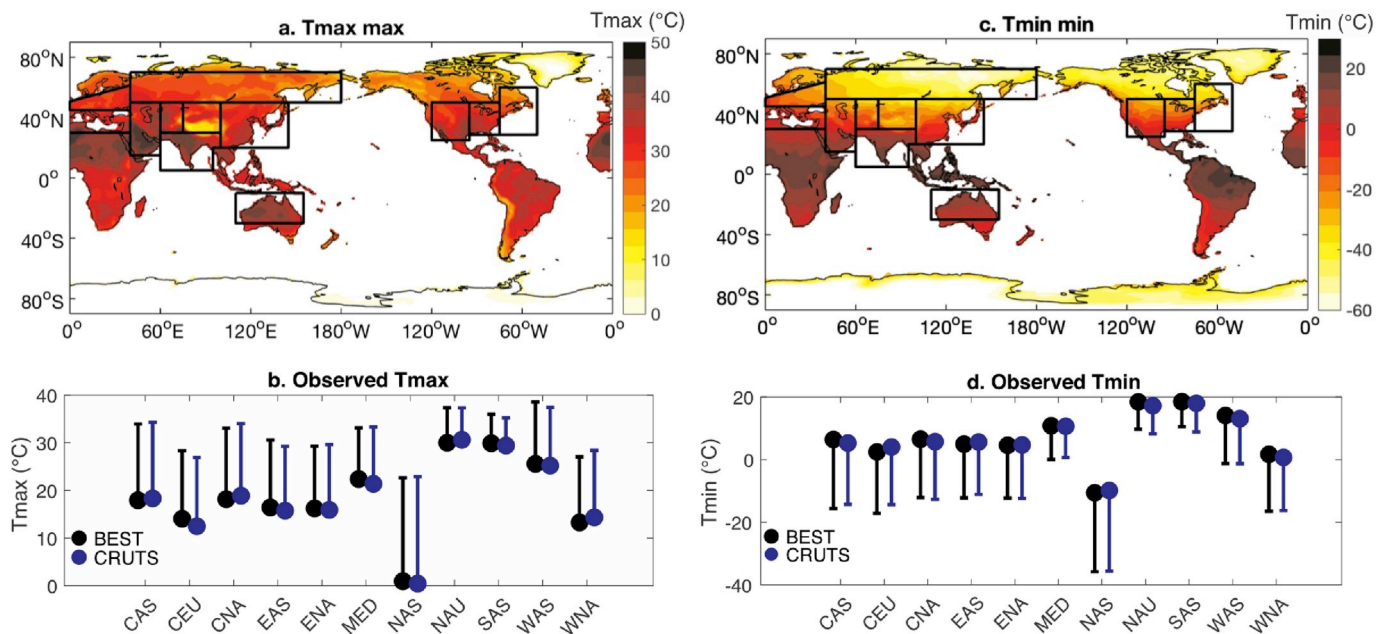 a. Tmax max
Tmax (°C)
80°N
40°N
0°
40°S
80°S
0°
60°E
120°E
180°W
120°W
60°W
0°
50
40
30
20
10
0
c. Tmin min
Tmin (°C)
80°N
40°N
0°
40°S
80°S
0°
60°E
120°E
180°W
120°W
60°W
0°
20
0
-20
-40
-60
b. Observed Tmax
Tmax (°C)
40
30
20
10
0
BEST
CRUTS
CAS
CEU
CNA
EAS
ENA
MED
NAS
NAU
SAS
WAS
WNA
d. Observed Tmin
Tmin (°C)
20
0
-20
-40
BEST
CRUTS
CAS
CEU
CNA
EAS
ENA
MED
NAS
NAU
SAS
WAS
WNA